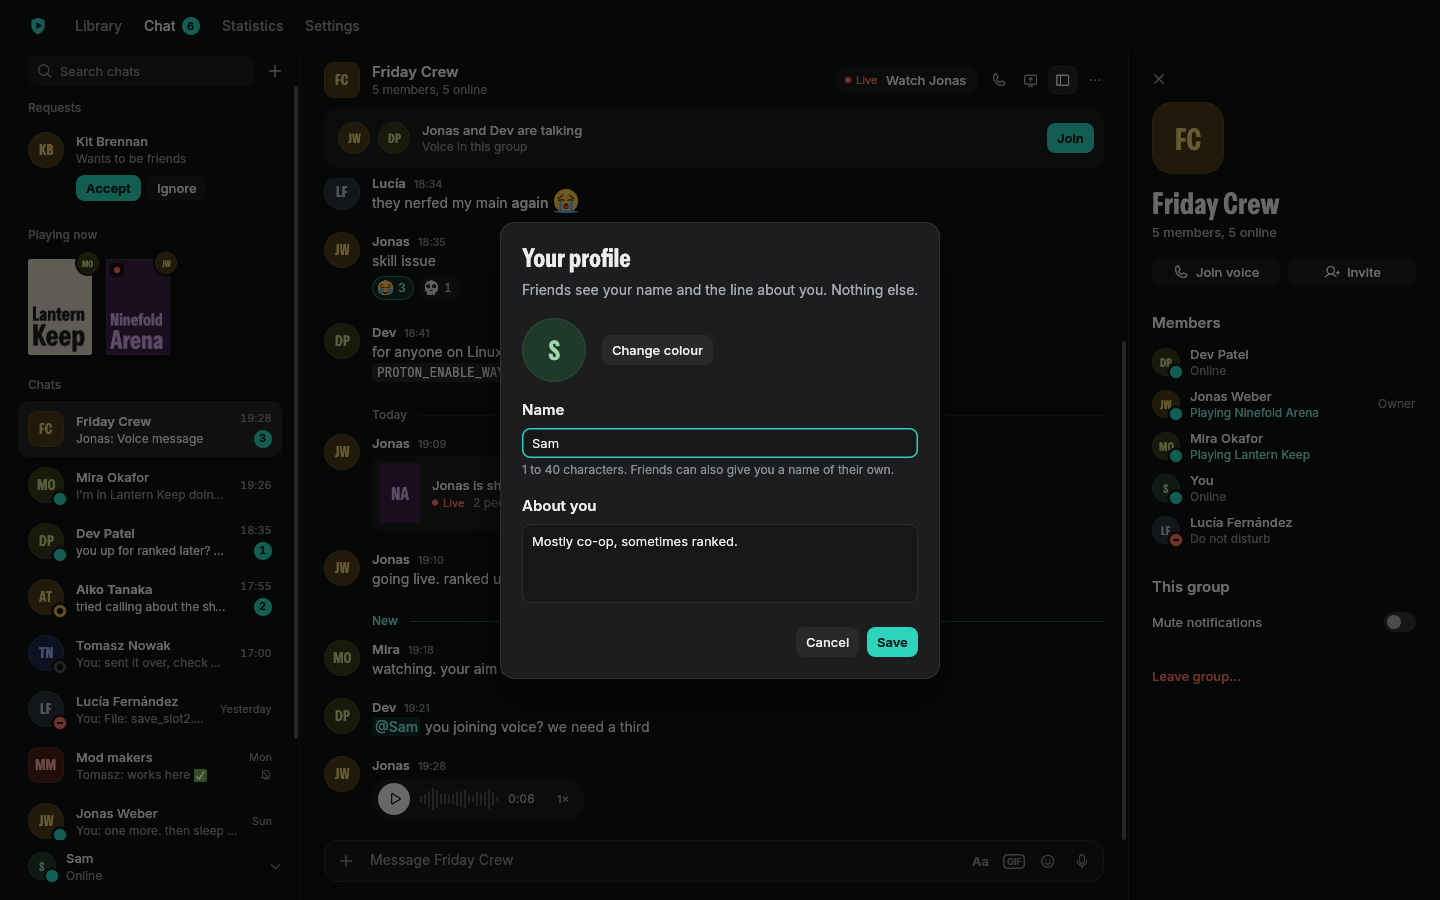 Library
Chat 6
Statistics
Settings
Search chats
Requests
KB
Kit Brennan
Wants to be friends
Accept
Ignore
Playing now
MO
Lantern
Keep
JW
Ninefold
Arena
Chats
FC
Friday Crew
19:28
Jonas: Voice message
3
MO
Mira Okafor
19:26
I'm in Lantern Keep doin...
DP
Dev Patel
18:35
you up for ranked later? ...
1
AT
Aiko Tanaka
17:55
tried calling about the sh...
2
TN
Tomasz Nowak
17:00
You: sent it over, check ...
LF
Lucía Fernández
Yesterday
You: File: save_slot2....
MM
Mod makers
Mon
Tomasz: works here ✅
JW
Jonas Weber
Sun
You: one more. then sleep ...
S
Sam
Online
FC
Friday Crew
5 members, 5 online
Live Watch Jonas
JW
DP
Jonas and Dev are talking
Voice in this group
Join
LF
Lucía 18:34
they nerfed my main again 😭
JW
Jonas 18:35
skill issue
😂 3
💀 1
DP
Dev 18:41
for anyone on Linux
PROTON_ENABLE_WAY
Today
JW
Jonas 19:09
NA
Jonas is sh
Live 2 pe
JW
Jonas 19:10
going live. ranked u
New
MO
Mira 19:18
watching. your aim
DP
Dev 19:21
@Sam you joining voice? we need a third
JW
Jonas 19:28
0:06
1×
Message Friday Crew
Aa
GIF
Your profile
Friends see your name and the line about you. Nothing else.
S
Change colour
Name
Sam
1 to 40 characters. Friends can also give you a name of their own.
About you
Mostly co-op, sometimes ranked.
Cancel
Save
FC
Friday Crew
5 members, 5 online
Join voice
Invite
Members
DP
Dev Patel
Online
JW
Jonas Weber
Playing Ninefold Arena
Owner
MO
Mira Okafor
Playing Lantern Keep
S
You
Online
LF
Lucía Fernández
Do not disturb
This group
Mute notifications
Leave group...